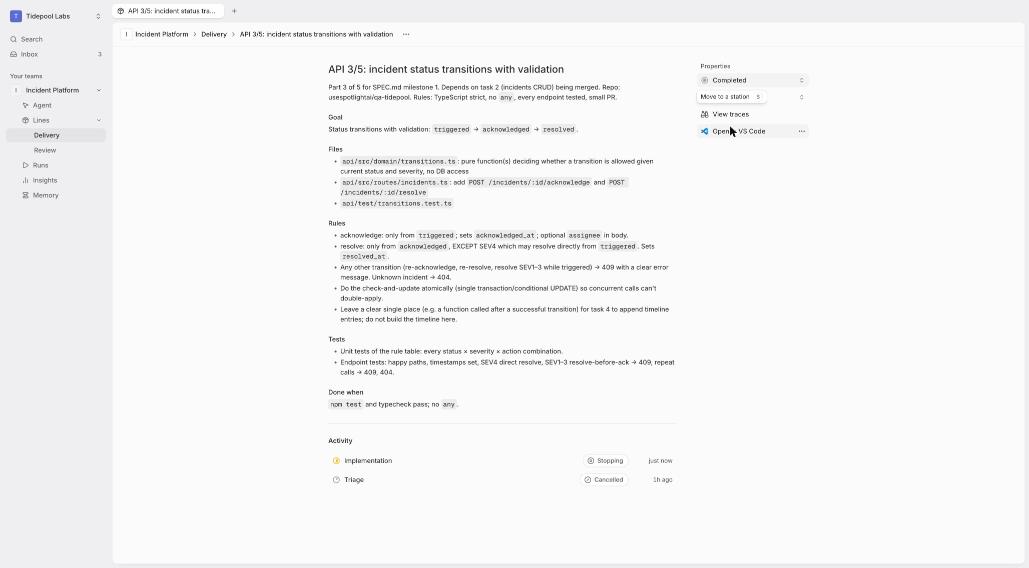 T Tidepool Labs
Search
Inbox 3
Your teams
I Incident Platform
Agent
Lines
Delivery
Review
Runs
Insights
Memory
API 3/5: incident status tra...
I Incident Platform Delivery API 3/5: incident status transitions with validation
API 3/5: incident status transitions with validation
Part 3 of 5 for SPEC.md milestone 1. Depends on task 2 (incidents CRUD) being merged. Repo;
usespotlightai/qa-tidepool. Rules: TypeScript strict, no any, every endpoint tested, small PR.
Goal
Status transitions with validation: triggered → acknowledged → resolved.
Files
• api/src/domain/transitions.ts: pure function(s) deciding whether a transition is allowed given
current status and severity, no DB access
• api/src/routes/incidents.ts: add POST /incidents/:id/acknowledge and POST
/incidents/:id/resolve
• api/test/transitions.test.ts
Rules
• acknowledge: only from triggered; sets acknowledged_at; optional assignee in body.
• resolve: only from acknowledged, EXCEPT SEV4 which may resolve directly from triggered. Sets
resolved_at.
• Any other transition (re-acknowledge, re-resolve, resolve SEV1–3 while triggered) → 409 with a clear error
message. Unknown incident → 404.
• Do the check-and-update atomically (single transaction/conditional UPDATE) so concurrent calls can't
double-apply.
• Leave a clear single place (e.g. a function called after a successful transition) for task 4 to append timeline
entries; do not build the timeline here.
Tests
• Unit tests of the rule table: every status × severity × action combination.
• Endpoint tests: happy paths, timestamps set, SEV4 direct resolve, SEV1–3 resolve-before-ack → 409, repeat
calls → 409, 404.
Done when
npm test and typecheck pass; no any.
Activity
Implementation Stopping just now
Triage Cancelled 1h ago
Properties
Completed
Move to a station S
View traces
Open VS Code